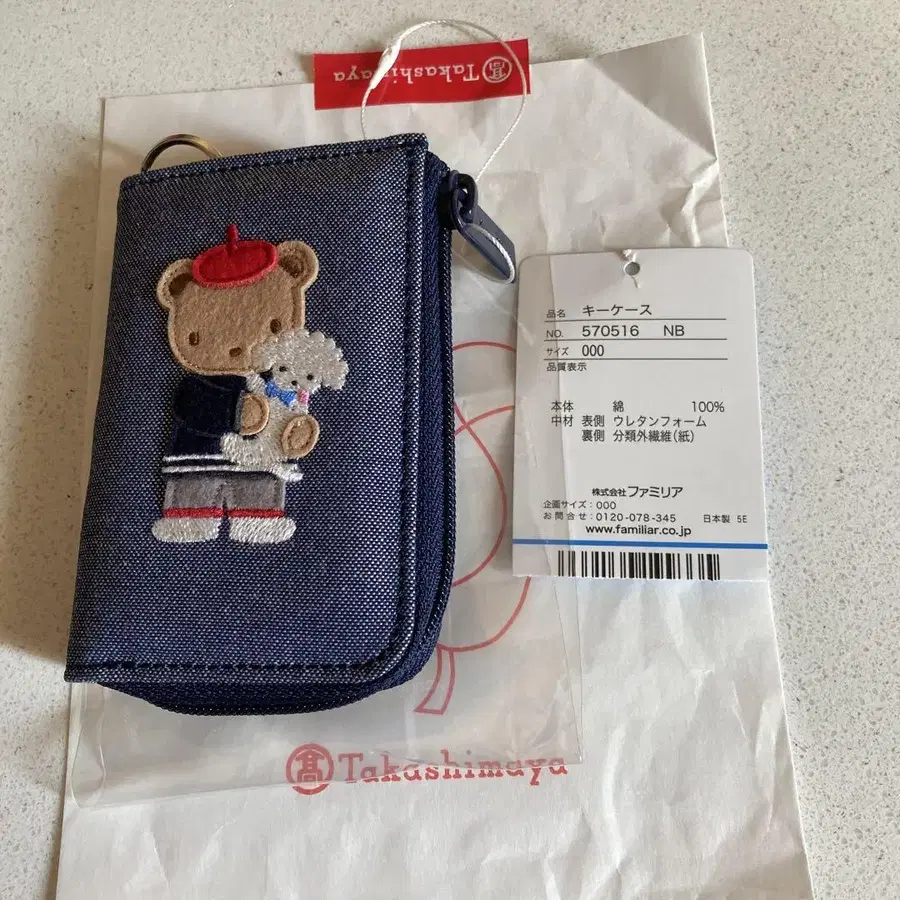 高 Takashimaya
品名 キーケース
NO. 570516 NB
サイズ 000
品質表示
本体 綿 100%
中材 表側 ウレタンフォーム
裏側 分類外繊維(紙)
株式会社 ファミリア
企画サイズ:000
お問合せ:0120-078-345 日本製 5E
www.familiar.co.jp
髙 Takashimaya